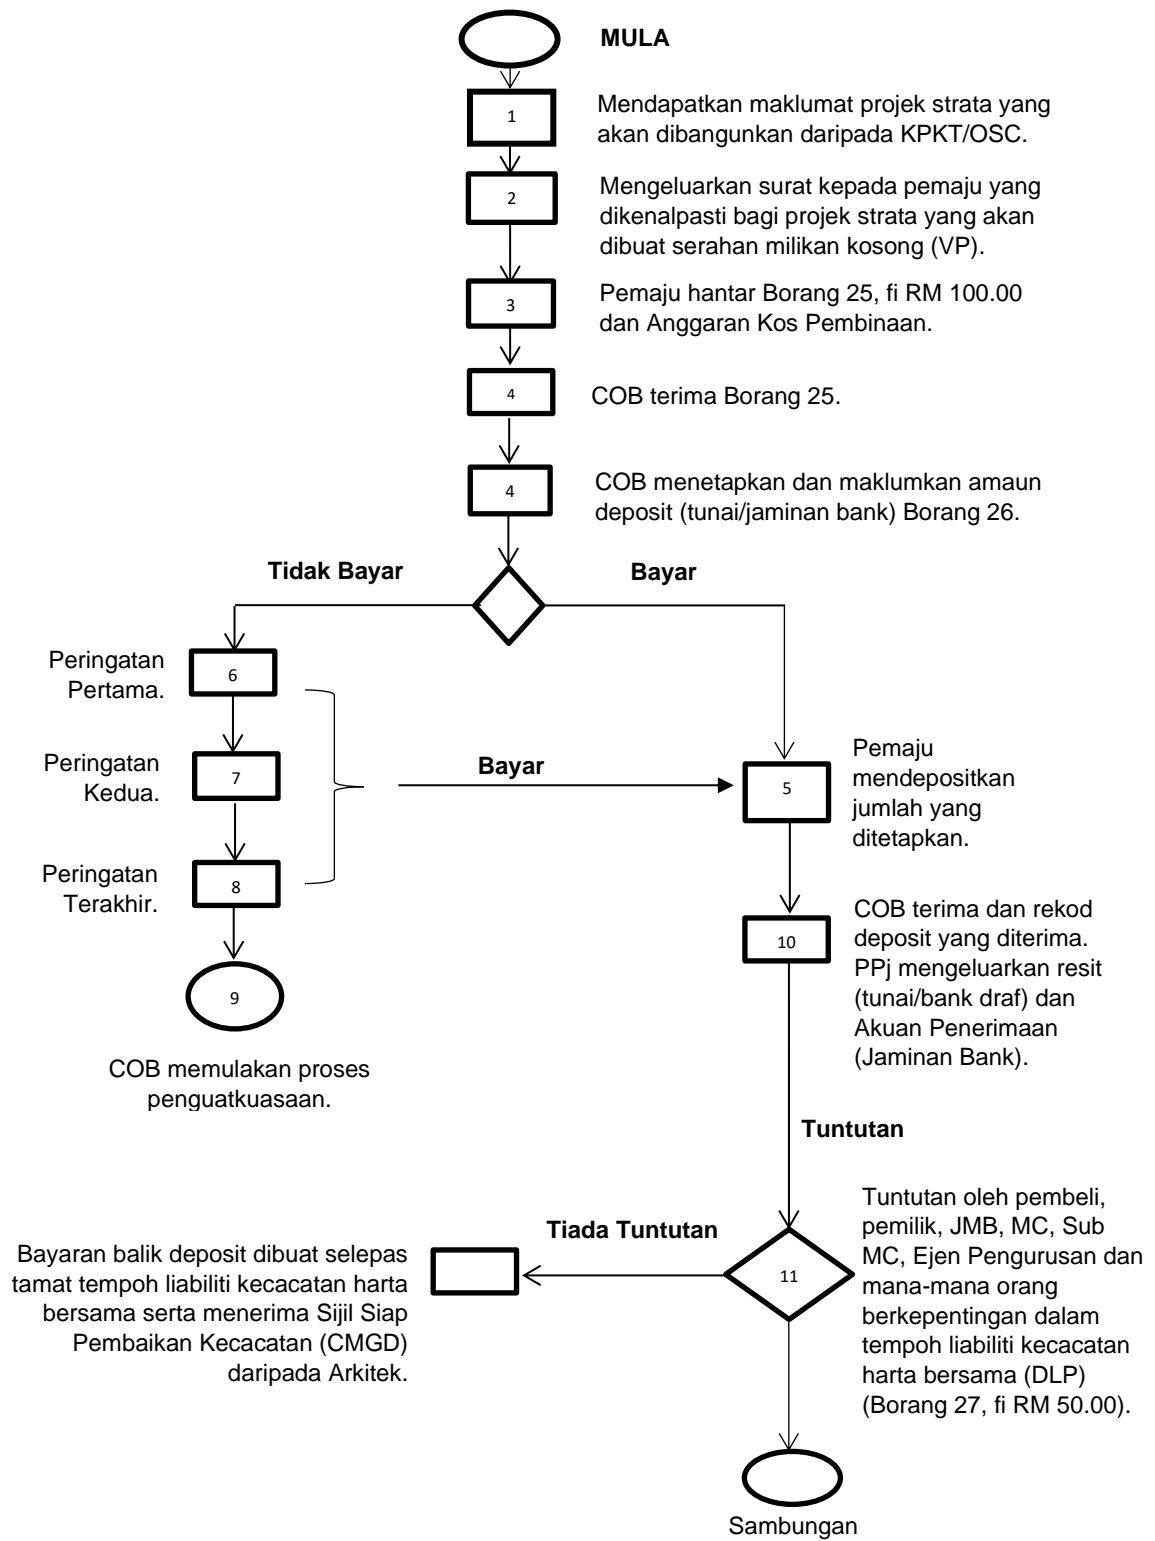 MULA
1
Mendapatkan maklumat projek strata yang
akan dibangunkan daripada KPKT/OSC.
2
Mengeluarkan surat kepada pemaju yang
dikenalpasti bagi projek strata yang akan
dibuat serahan milikan kosong (VP).
3
Pemaju hantar Borang 25, fi RM 100.00
dan Anggaran Kos Pembinaan.
4
COB terima Borang 25.
4
COB menetapkan dan maklumkan amaun
deposit (tunai/jaminan bank) Borang 26.
Tidak Bayar
Bayar
Peringatan
Pertama.
6
Peringatan
Kedua.
7
Peringatan
Terakhir.
8
9
COB memulakan proses
penguatkuasaan.
Bayar
5
Pemaju
mendepositkan
jumlah yang
ditetapkan.
10
COB terima dan rekod
deposit yang diterima.
PPj mengeluarkan resit
(tunai/bank draf) dan
Akuan Penerimaan
(Jaminan Bank).
Tuntutan
11
Tuntutan oleh pembeli,
pemilik, JMB, MC, Sub
MC, Ejen Pengurusan dan
mana-mana orang
berkepentingan dalam
tempoh liabiliti kecacatan
harta bersama (DLP)
(Borang 27, fi RM 50.00).
Tiada Tuntutan
Bayaran balik deposit dibuat selepas
tamat tempoh liabiliti kecacatan harta
bersama serta menerima Sijil Siap
Pembaikan Kecacatan (CMGD)
daripada Arkitek.
Sambungan